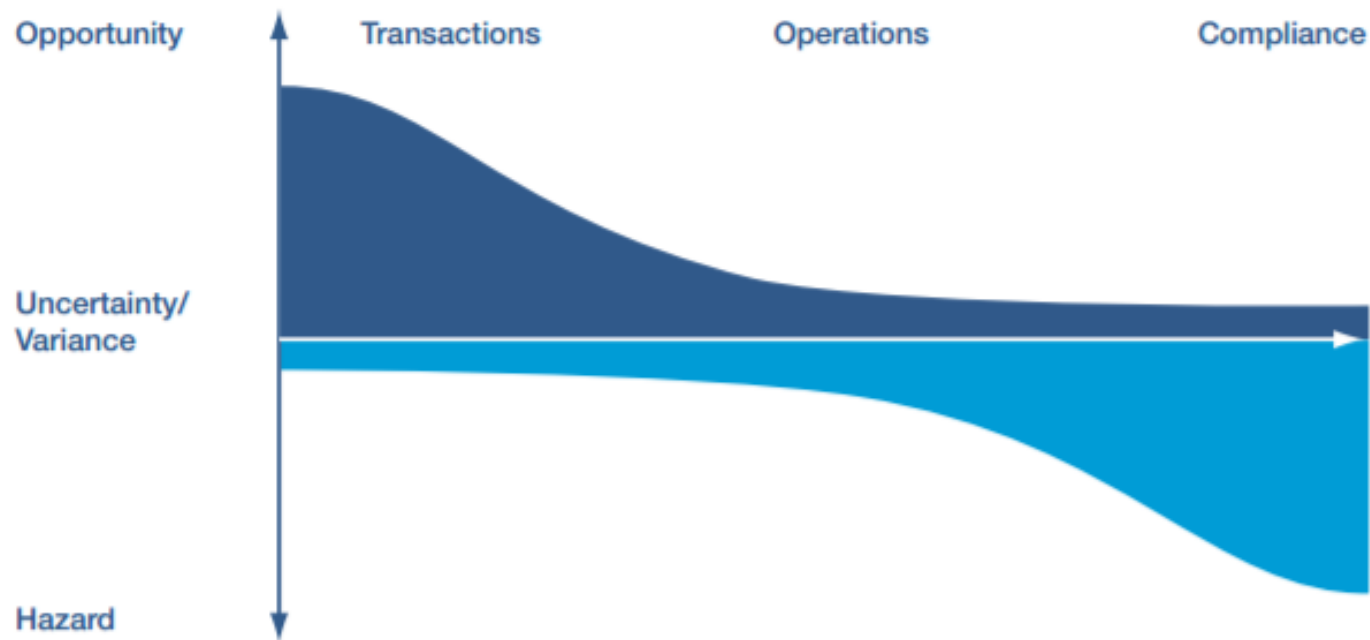 Opportunity
Transactions
Operations
Compliance
Uncertainty/
Variance
Hazard